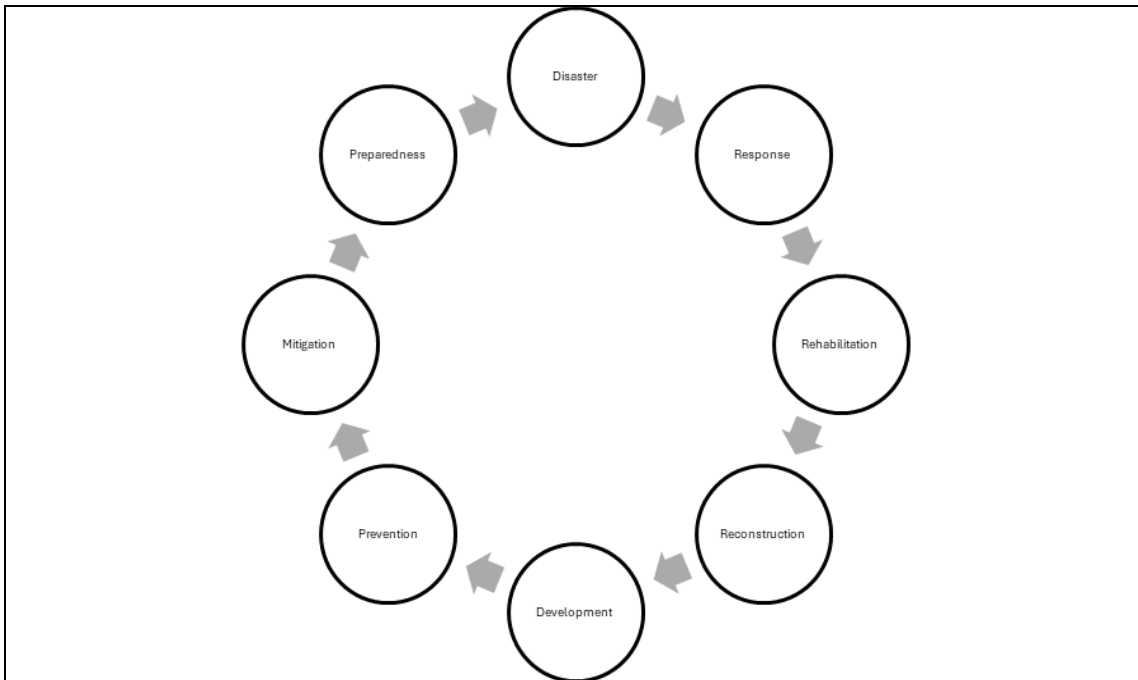 Disaster
Response
Rehabilitation
Reconstruction
Development
Prevention
Mitigation
Preparedness